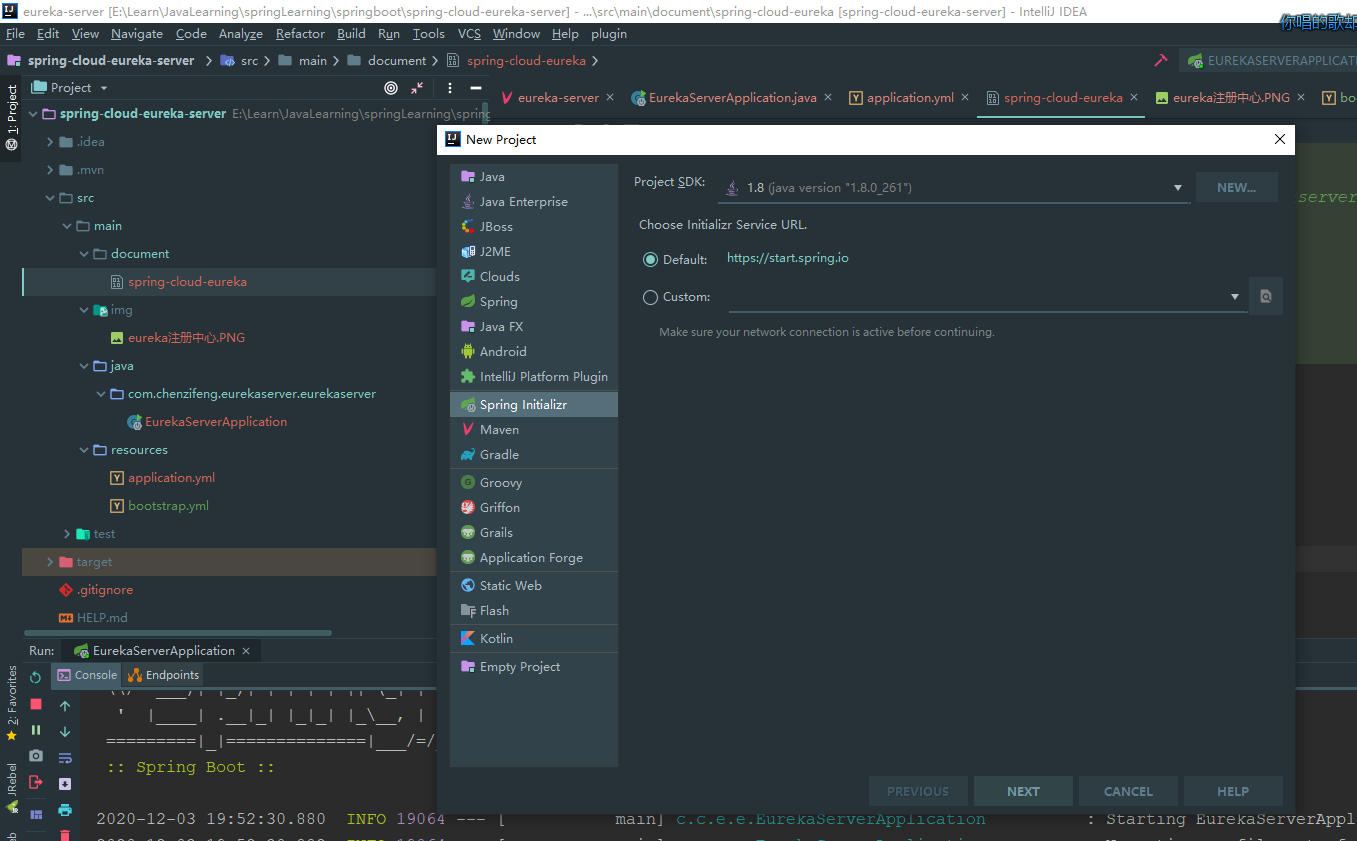 eureka-server [E:\Learn\JavaLearning\springLearning\springboot\spring-cloud-eureka-server] - ...\src\main\document\spring-cloud-eureka [spring-cloud-eureka-server] - IntelliJ IDEA
你唱的歌却
File Edit View Navigate Code Analyze Refactor Build Run Tools VCS Window Help plugin
spring-cloud-eureka-server src main document spring-cloud-eureka
EUREKASERVERAPPLICATI
1: Project
Project
eureka-server EurekaServerApplication.java application.yml spring-cloud-eureka eureka注册中心.PNG bo
spring-cloud-eureka-server E:\Learn\JavaLearning\springLearning\spring
.idea
.mvn
src
main
document
spring-cloud-eureka
img
eureka注册中心.PNG
java
com.chenzifeng.eurekaserver.eurekaserver
EurekaServerApplication
resources
application.yml
bootstrap.yml
test
target
.gitignore
HELP.md
New Project
Java
Java Enterprise
JBoss
J2ME
Clouds
Spring
Java FX
Android
IntelliJ Platform Plugin
Spring Initializr
Maven
Gradle
Groovy
Griffon
Grails
Application Forge
Static Web
Flash
Kotlin
Empty Project
Project SDK: 1.8 (java version "1.8.0_261") NEW...
Choose Initializr Service URL.
Default: https://start.spring.io
Custom:
Make sure your network connection is active before continuing.
PREVIOUS NEXT CANCEL HELP
server
Run: EurekaServerApplication
Console Endpoints
2: Favorites
JRebel
:: Spring Boot ::
2020-12-03 19:52:30.880 INFO 19064 --- [ main] c.c.e.e.EurekaServerApplication : Starting EurekaServerAppl